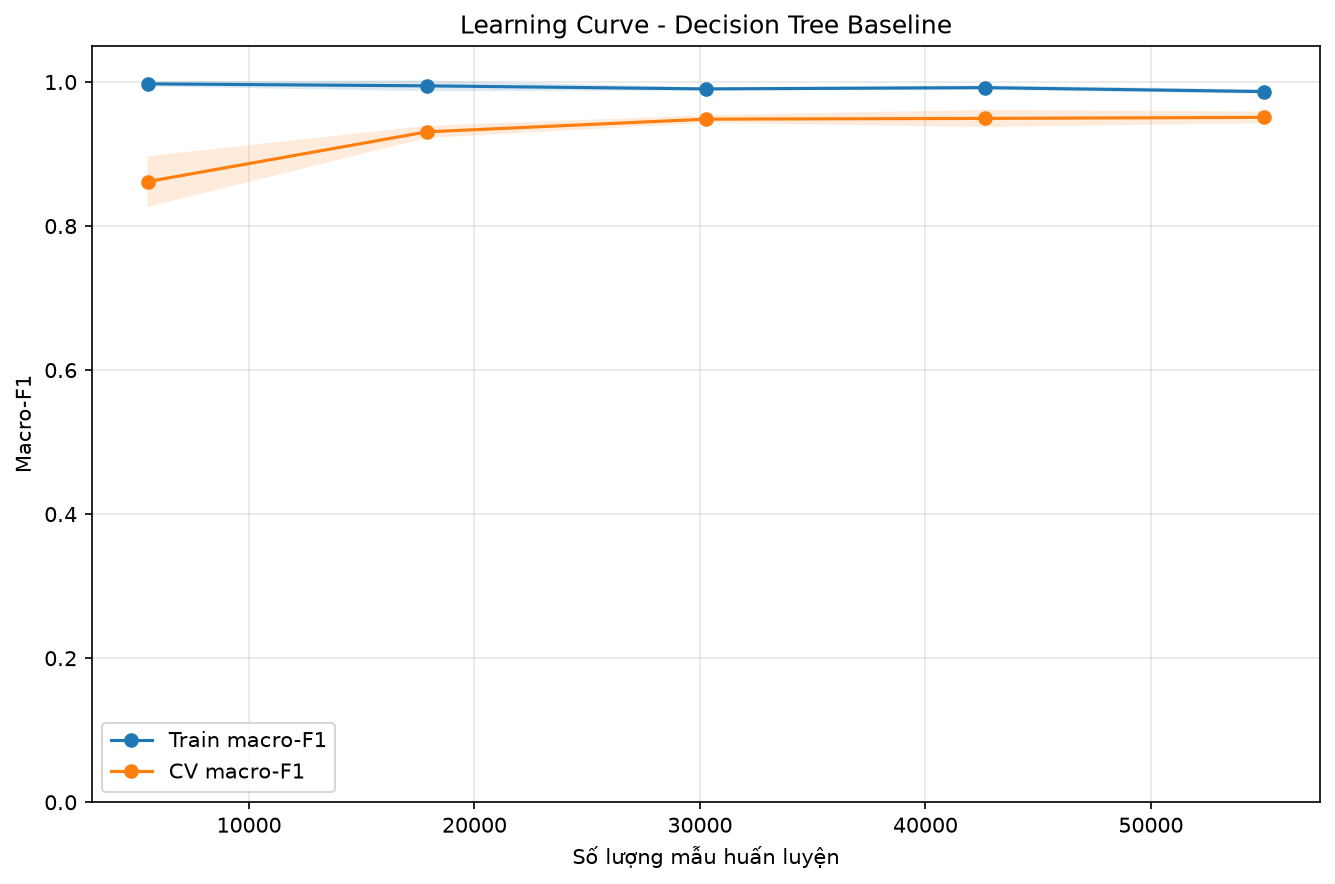 Learning Curve - Decision Tree Baseline
1.0
0.8
0.6
0.4
0.2
0.0
Macro-F1
Train macro-F1
CV macro-F1
10000 20000 30000 40000 50000
Số lượng mẫu huấn luyện